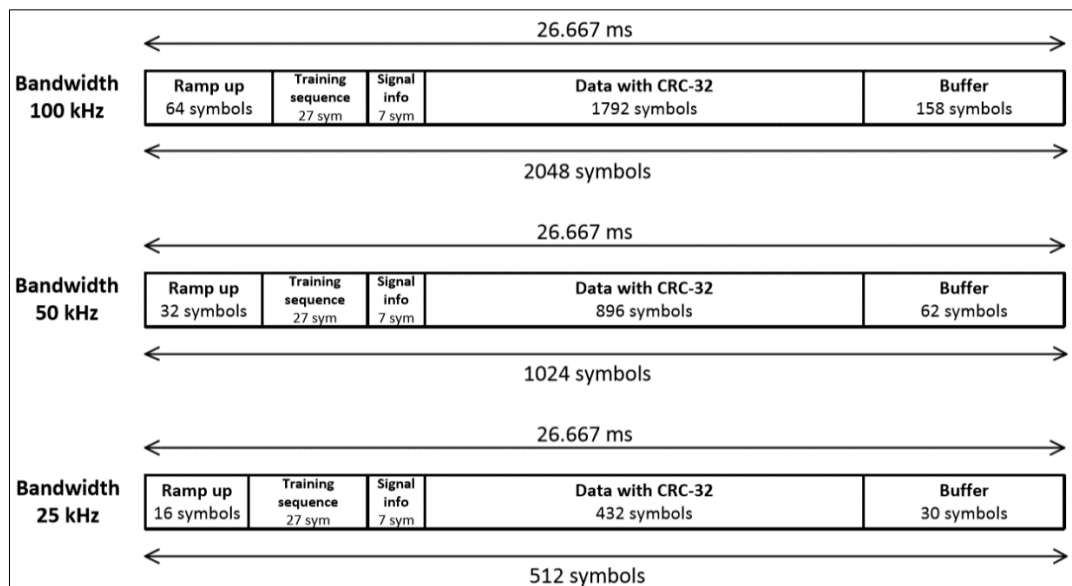 26.667 ms
Bandwidth
100 kHz
Ramp up
64 symbols
Training
sequence
27 sym
Signal
info
7 sym
Data with CRC-32
1792 symbols
Buffer
158 symbols
2048 symbols
26.667 ms
Bandwidth
50 kHz
Ramp up
32 symbols
Training
sequence
27 sym
Signal
info
7 sym
Data with CRC-32
896 symbols
Buffer
62 symbols
1024 symbols
26.667 ms
Bandwidth
25 kHz
Ramp up
16 symbols
Training
sequence
27 sym
Signal
info
7 sym
Data with CRC-32
432 symbols
Buffer
30 symbols
512 symbols